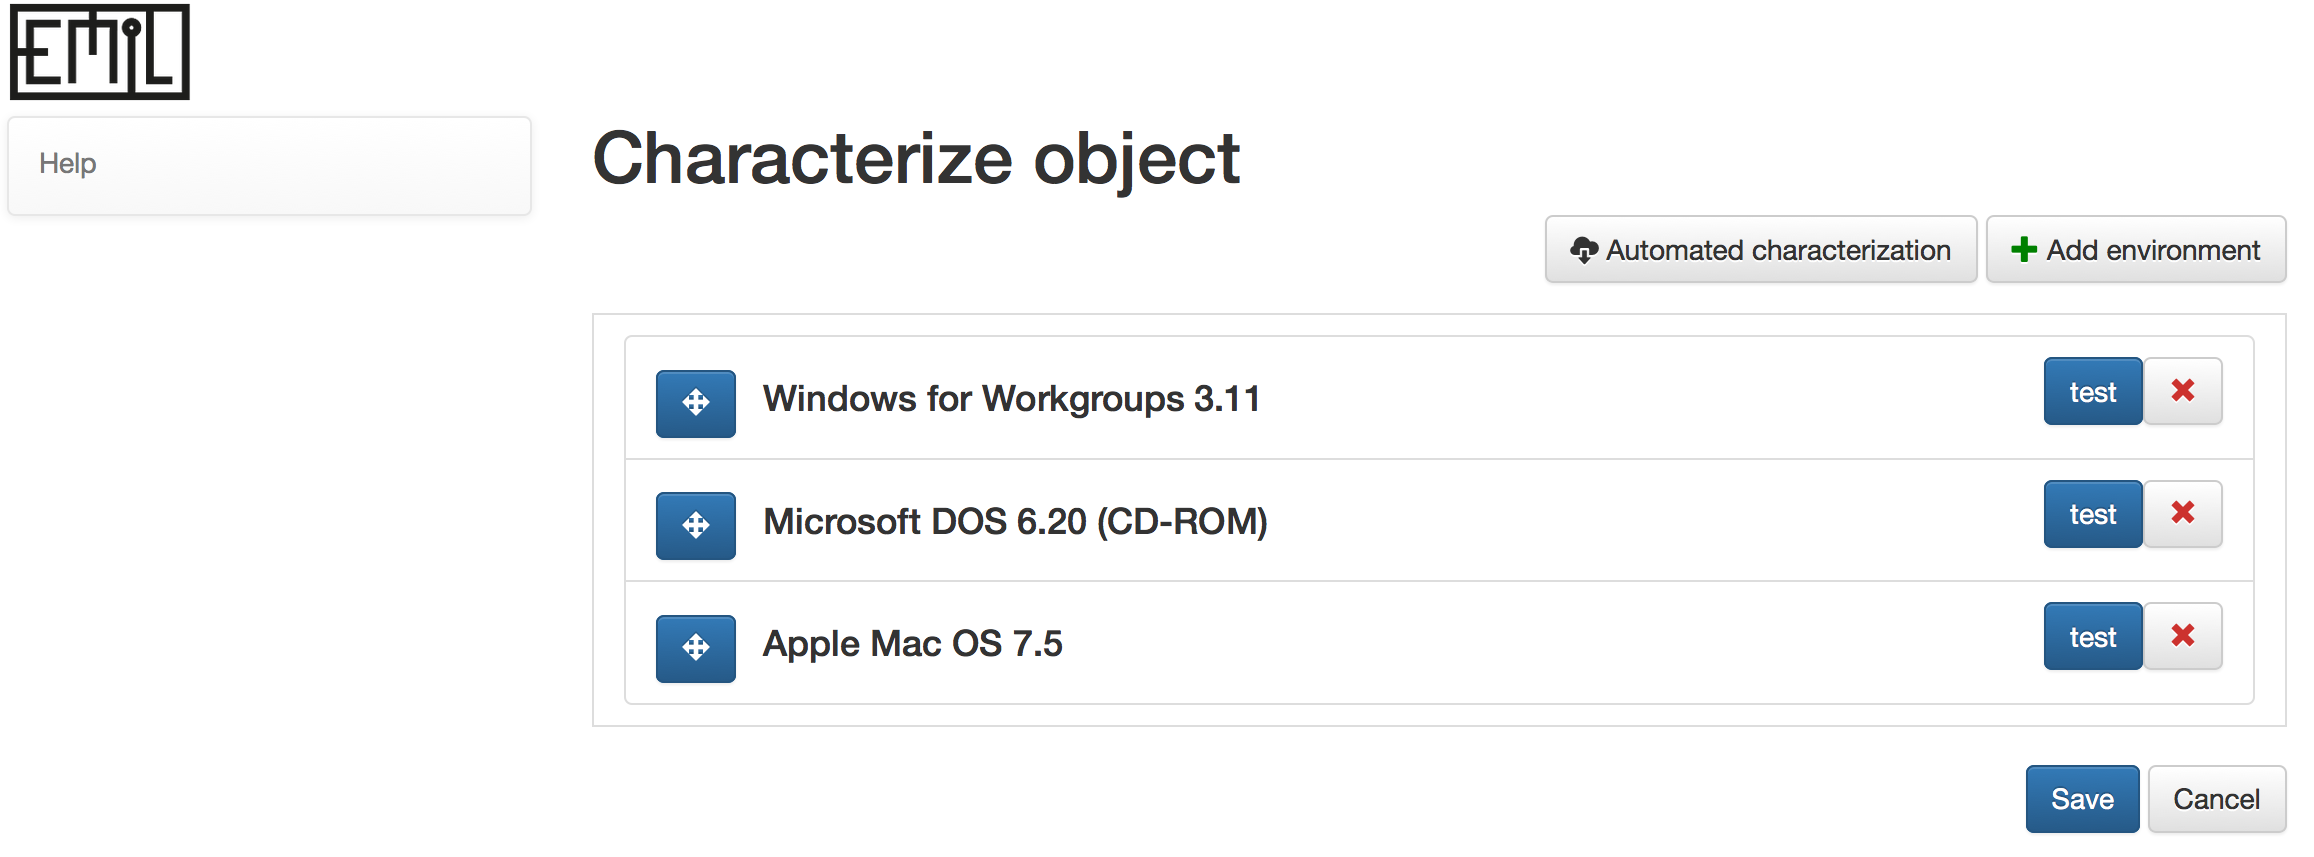 EMiL
Help
Characterize object
Automated characterization
Add environment
Windows for Workgroups 3.11
test
Microsoft DOS 6.20 (CD-ROM)
test
Apple Mac OS 7.5
test
Save
Cancel